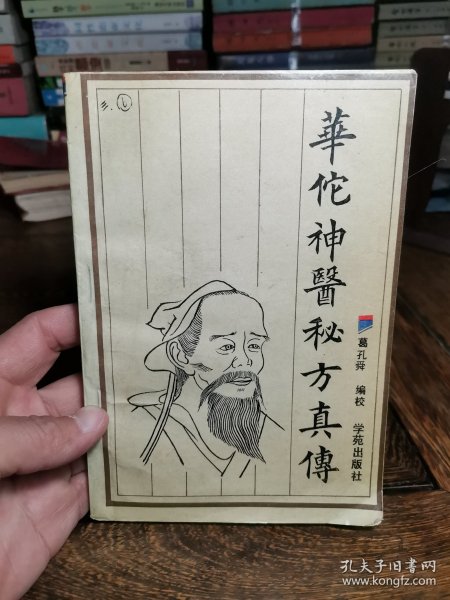 華佗神醫秘方真傳
葛孔舜 编校 学苑出版社
三.
孔夫子旧书网
www.kongfz.com